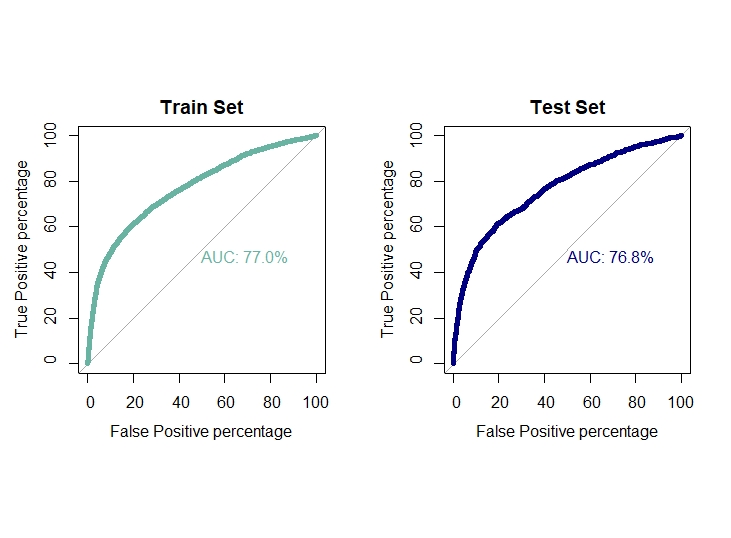 Train Set
True Positive percentage
100
80
60
40
20
0
AUC: 77.0%
0 20 40 60 80 100
False Positive percentage
Test Set
True Positive percentage
100
80
60
40
20
0
AUC: 76.8%
0 20 40 60 80 100
False Positive percentage